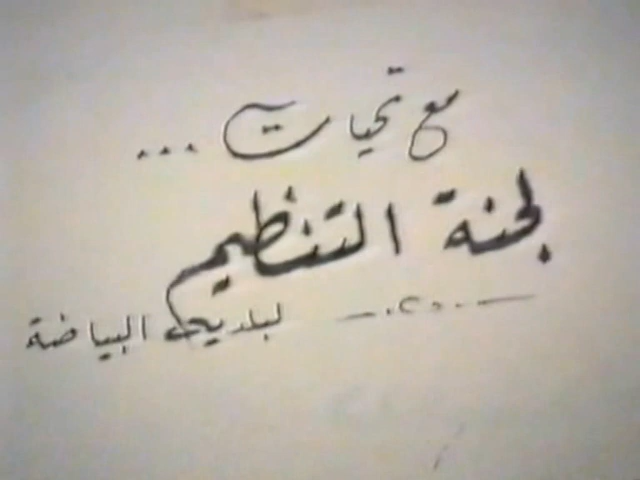 مع تحيات ...
لجنة التنظيم
لبلدية البياضة